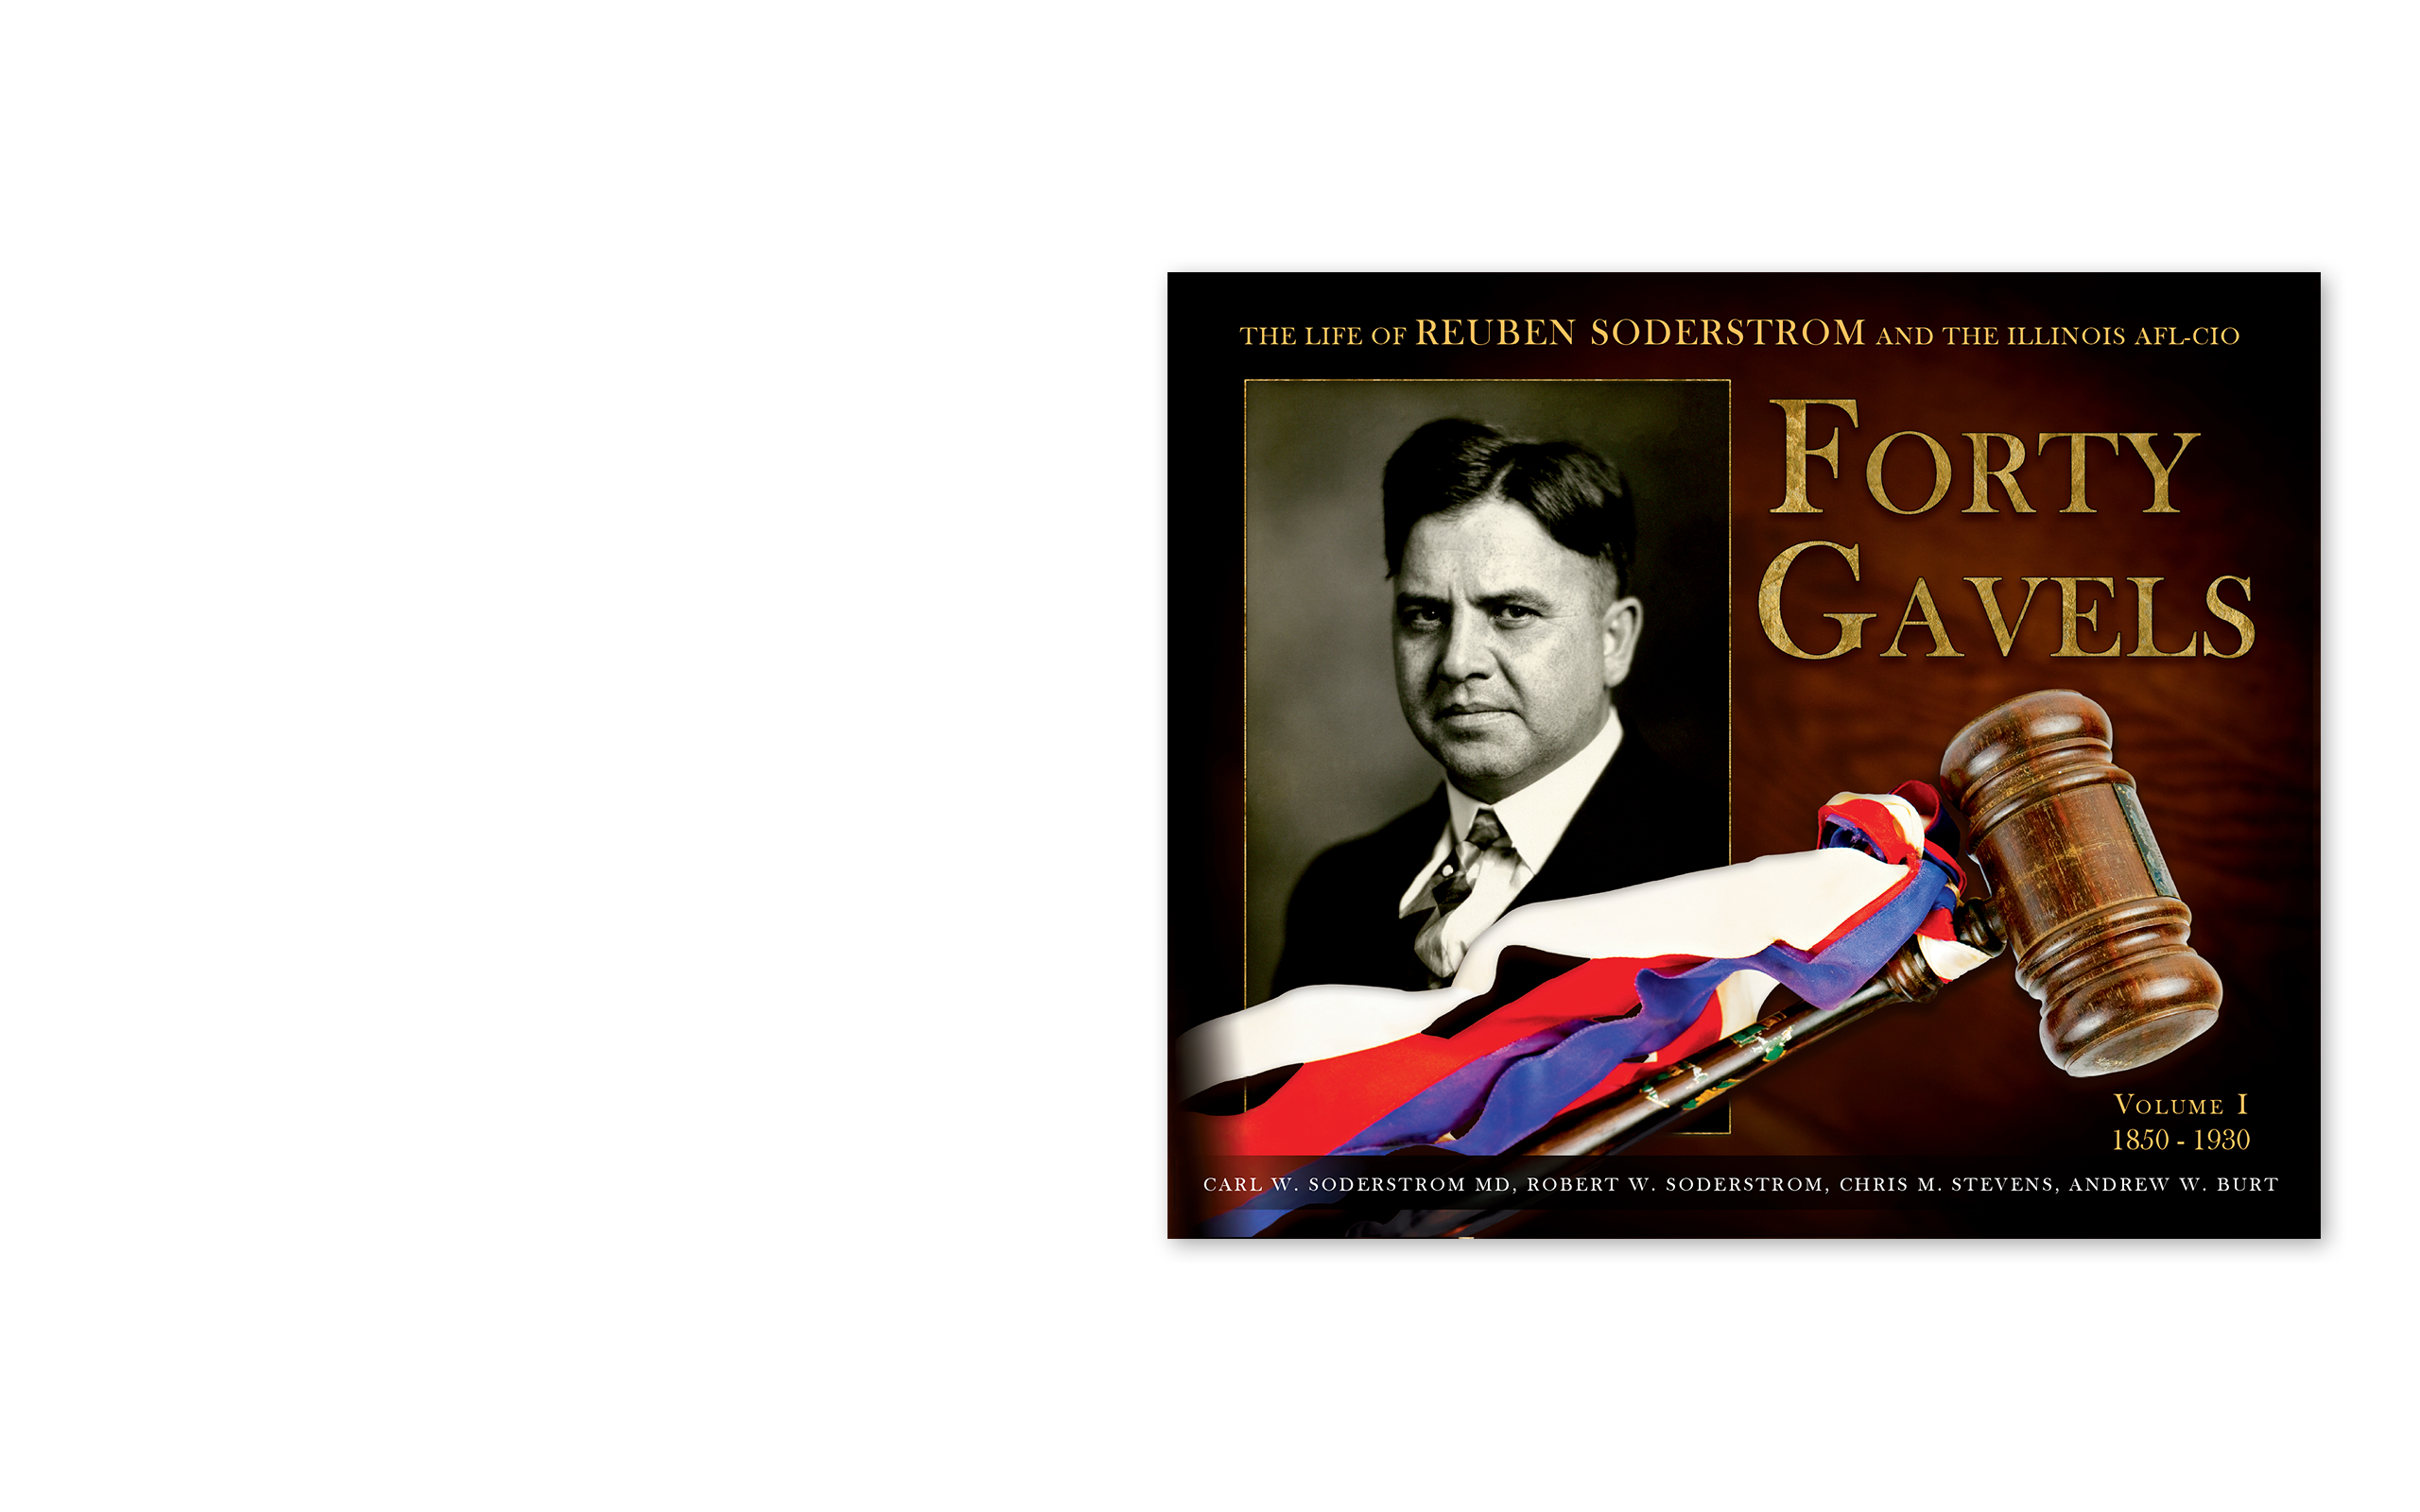 THE LIFE OF REUBEN SODERSTROM AND THE ILLINOIS AFL-CIO
FORTY
GAVELS
VOLUME I
1850 - 1930
CARL W. SODERSTROM MD, ROBERT W. SODERSTROM, CHRIS M. STEVENS, ANDREW W. BURT